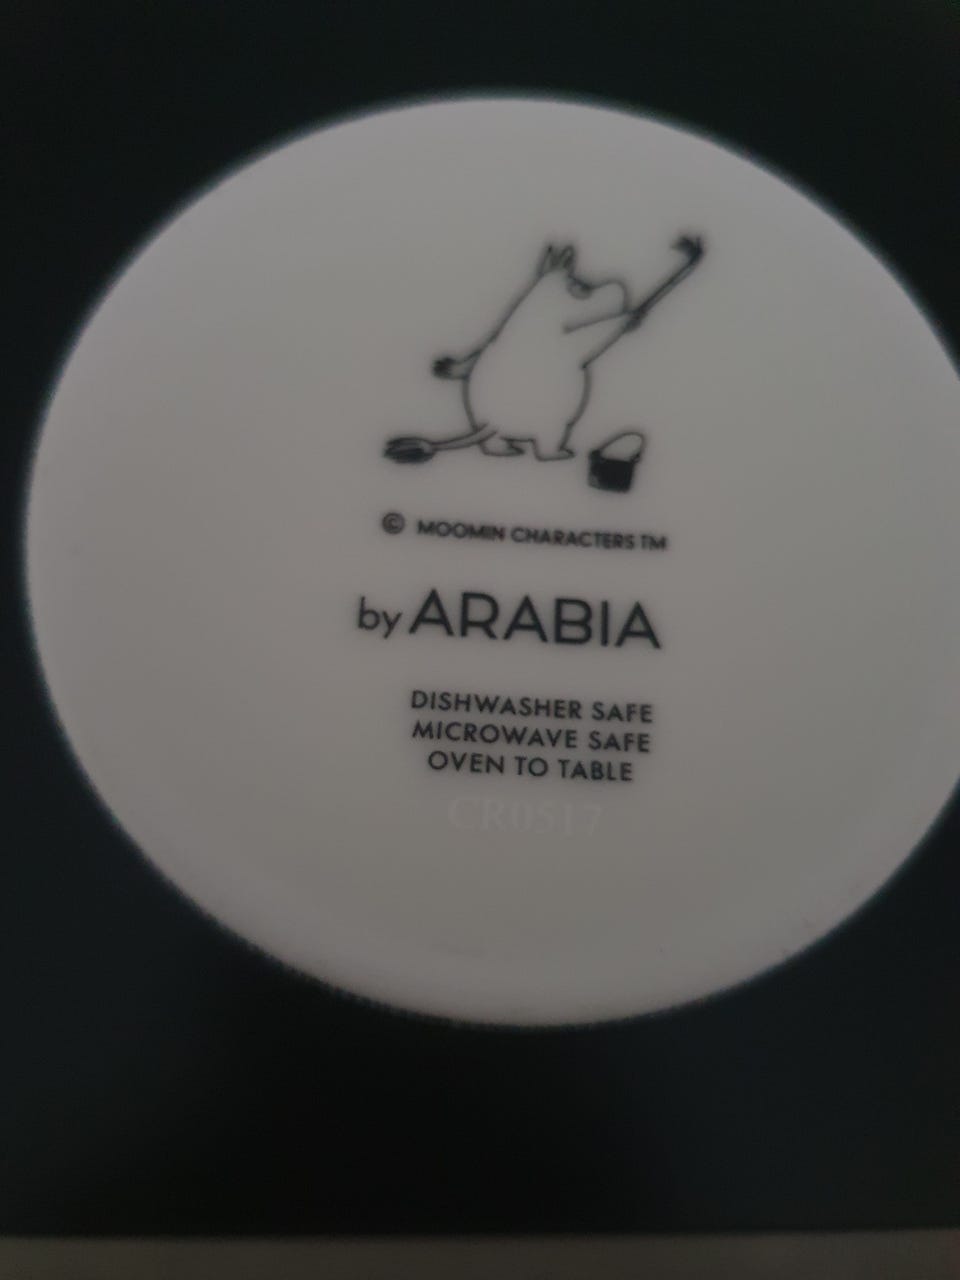 © MOOMIN CHARACTERS TM
by ARABIA
DISHWASHER SAFE
MICROWAVE SAFE
OVEN TO TABLE
CR0517